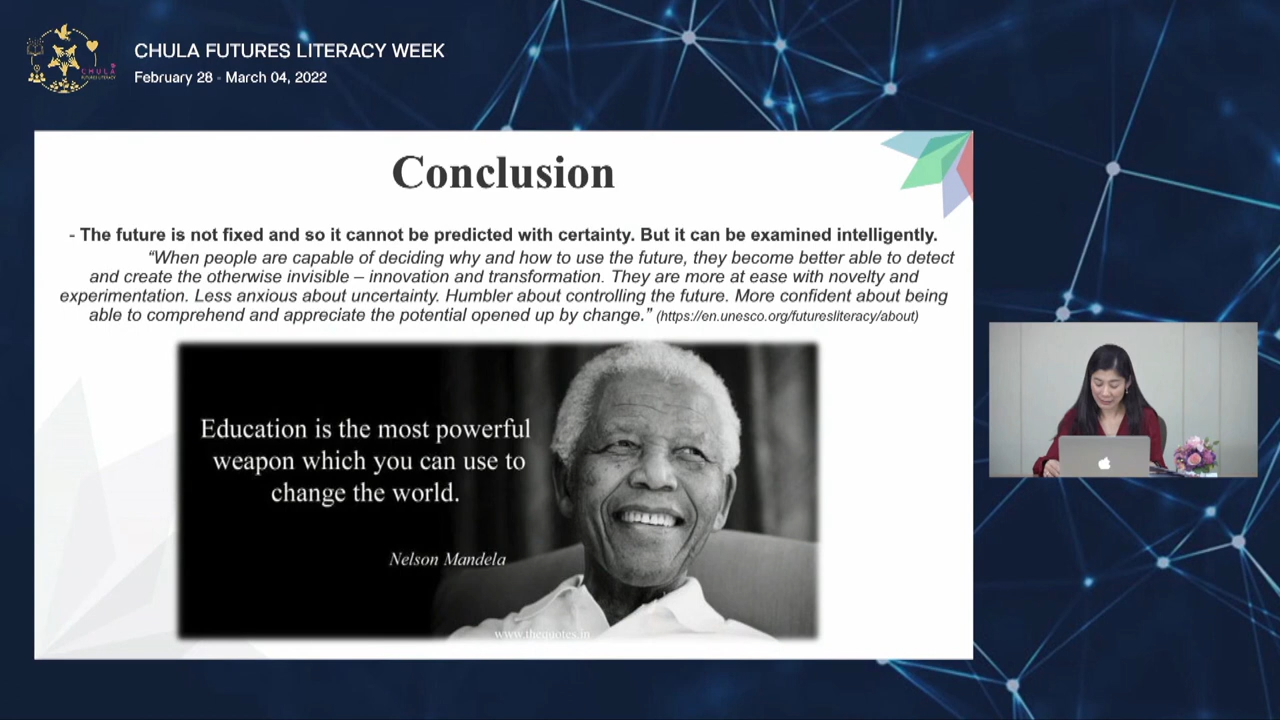 CHULA FUTURES LITERACY WEEK
February 28 - March 04, 2022
CHULA
FUTURES LITERACY
Conclusion
- The future is not fixed and so it cannot be predicted with certainty. But it can be examined intelligently.
“When people are capable of deciding why and how to use the future, they become better able to detect
and create the otherwise invisible – innovation and transformation. They are more at ease with novelty and
experimentation. Less anxious about uncertainty. Humbler about controlling the future. More confident about being
able to comprehend and appreciate the potential opened up by change.” (https://en.unesco.org/futuresliteracy/about)
Education is the most powerful
weapon which you can use to
change the world.
Nelson Mandela
www.thequotes.in